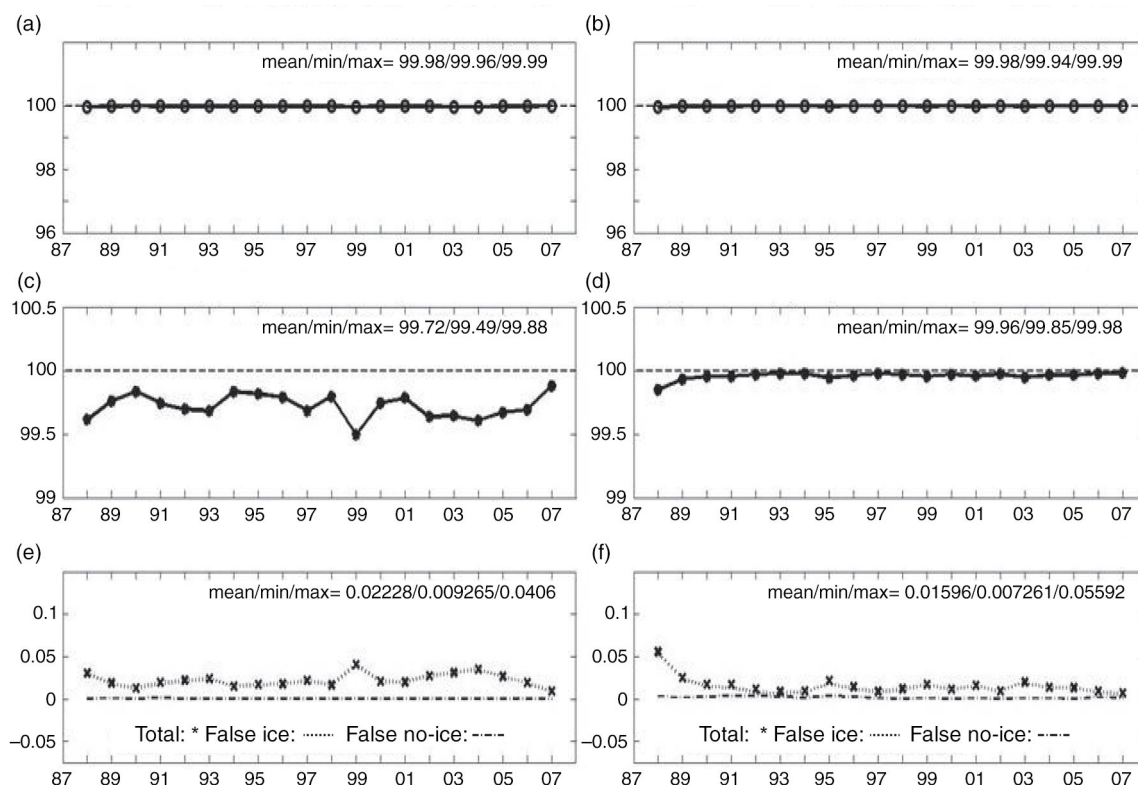 (a)
mean/min/max= 99.98/99.96/99.99
100
98
96
87 89 91 93 95 97 99 01 03 05 07
(b)
mean/min/max= 99.98/99.94/99.99
100
98
96
87 89 91 93 95 97 99 01 03 05 07
(c)
100.5
mean/min/max= 99.72/99.49/99.88
100
99.5
99
87 89 91 93 95 97 99 01 03 05 07
(d)
100.5
mean/min/max= 99.96/99.85/99.98
100
99.5
99
87 89 91 93 95 97 99 01 03 05 07
(e)
mean/min/max= 0.02228/0.009265/0.0406
0.1
0.05
0
Total: * False ice: False no-ice:
–0.05
87 89 91 93 95 97 99 01 03 05 07
(f)
mean/min/max= 0.01596/0.007261/0.05592
0.1
0.05
0
Total: * False ice: False no-ice:
–0.05
87 89 91 93 95 97 99 01 03 05 07